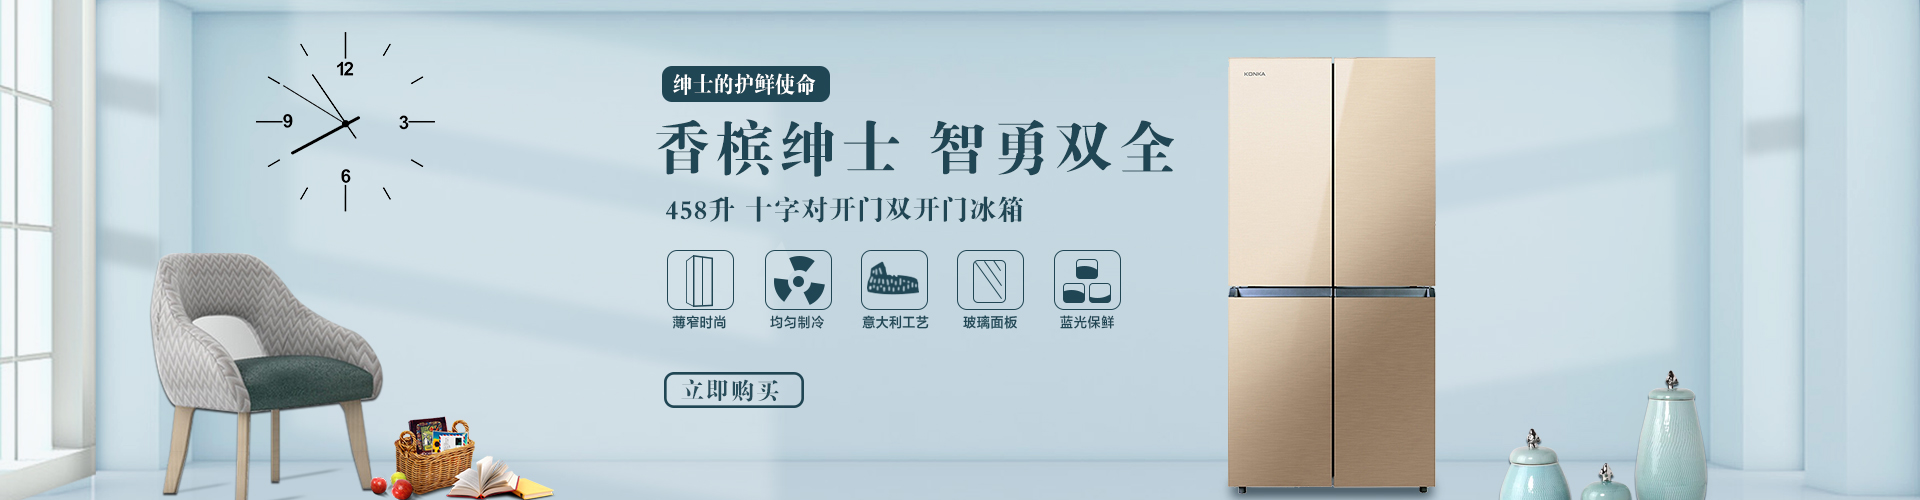 12
9
3
6
绅士的护鲜使命
香槟绅士 智勇双全
458升 十字对开门双开门冰箱
薄窄时尚 均匀制冷 意大利工艺 玻璃面板 蓝光保鲜
立即购买
KONKA